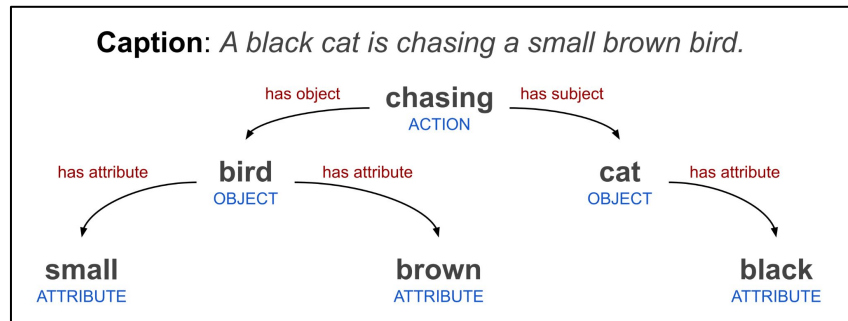 Caption: A black cat is chasing a small brown bird.
has object chasing has subject
ACTION
has attribute bird has attribute cat has attribute
OBJECT OBJECT
small brown black
ATTRIBUTE ATTRIBUTE ATTRIBUTE